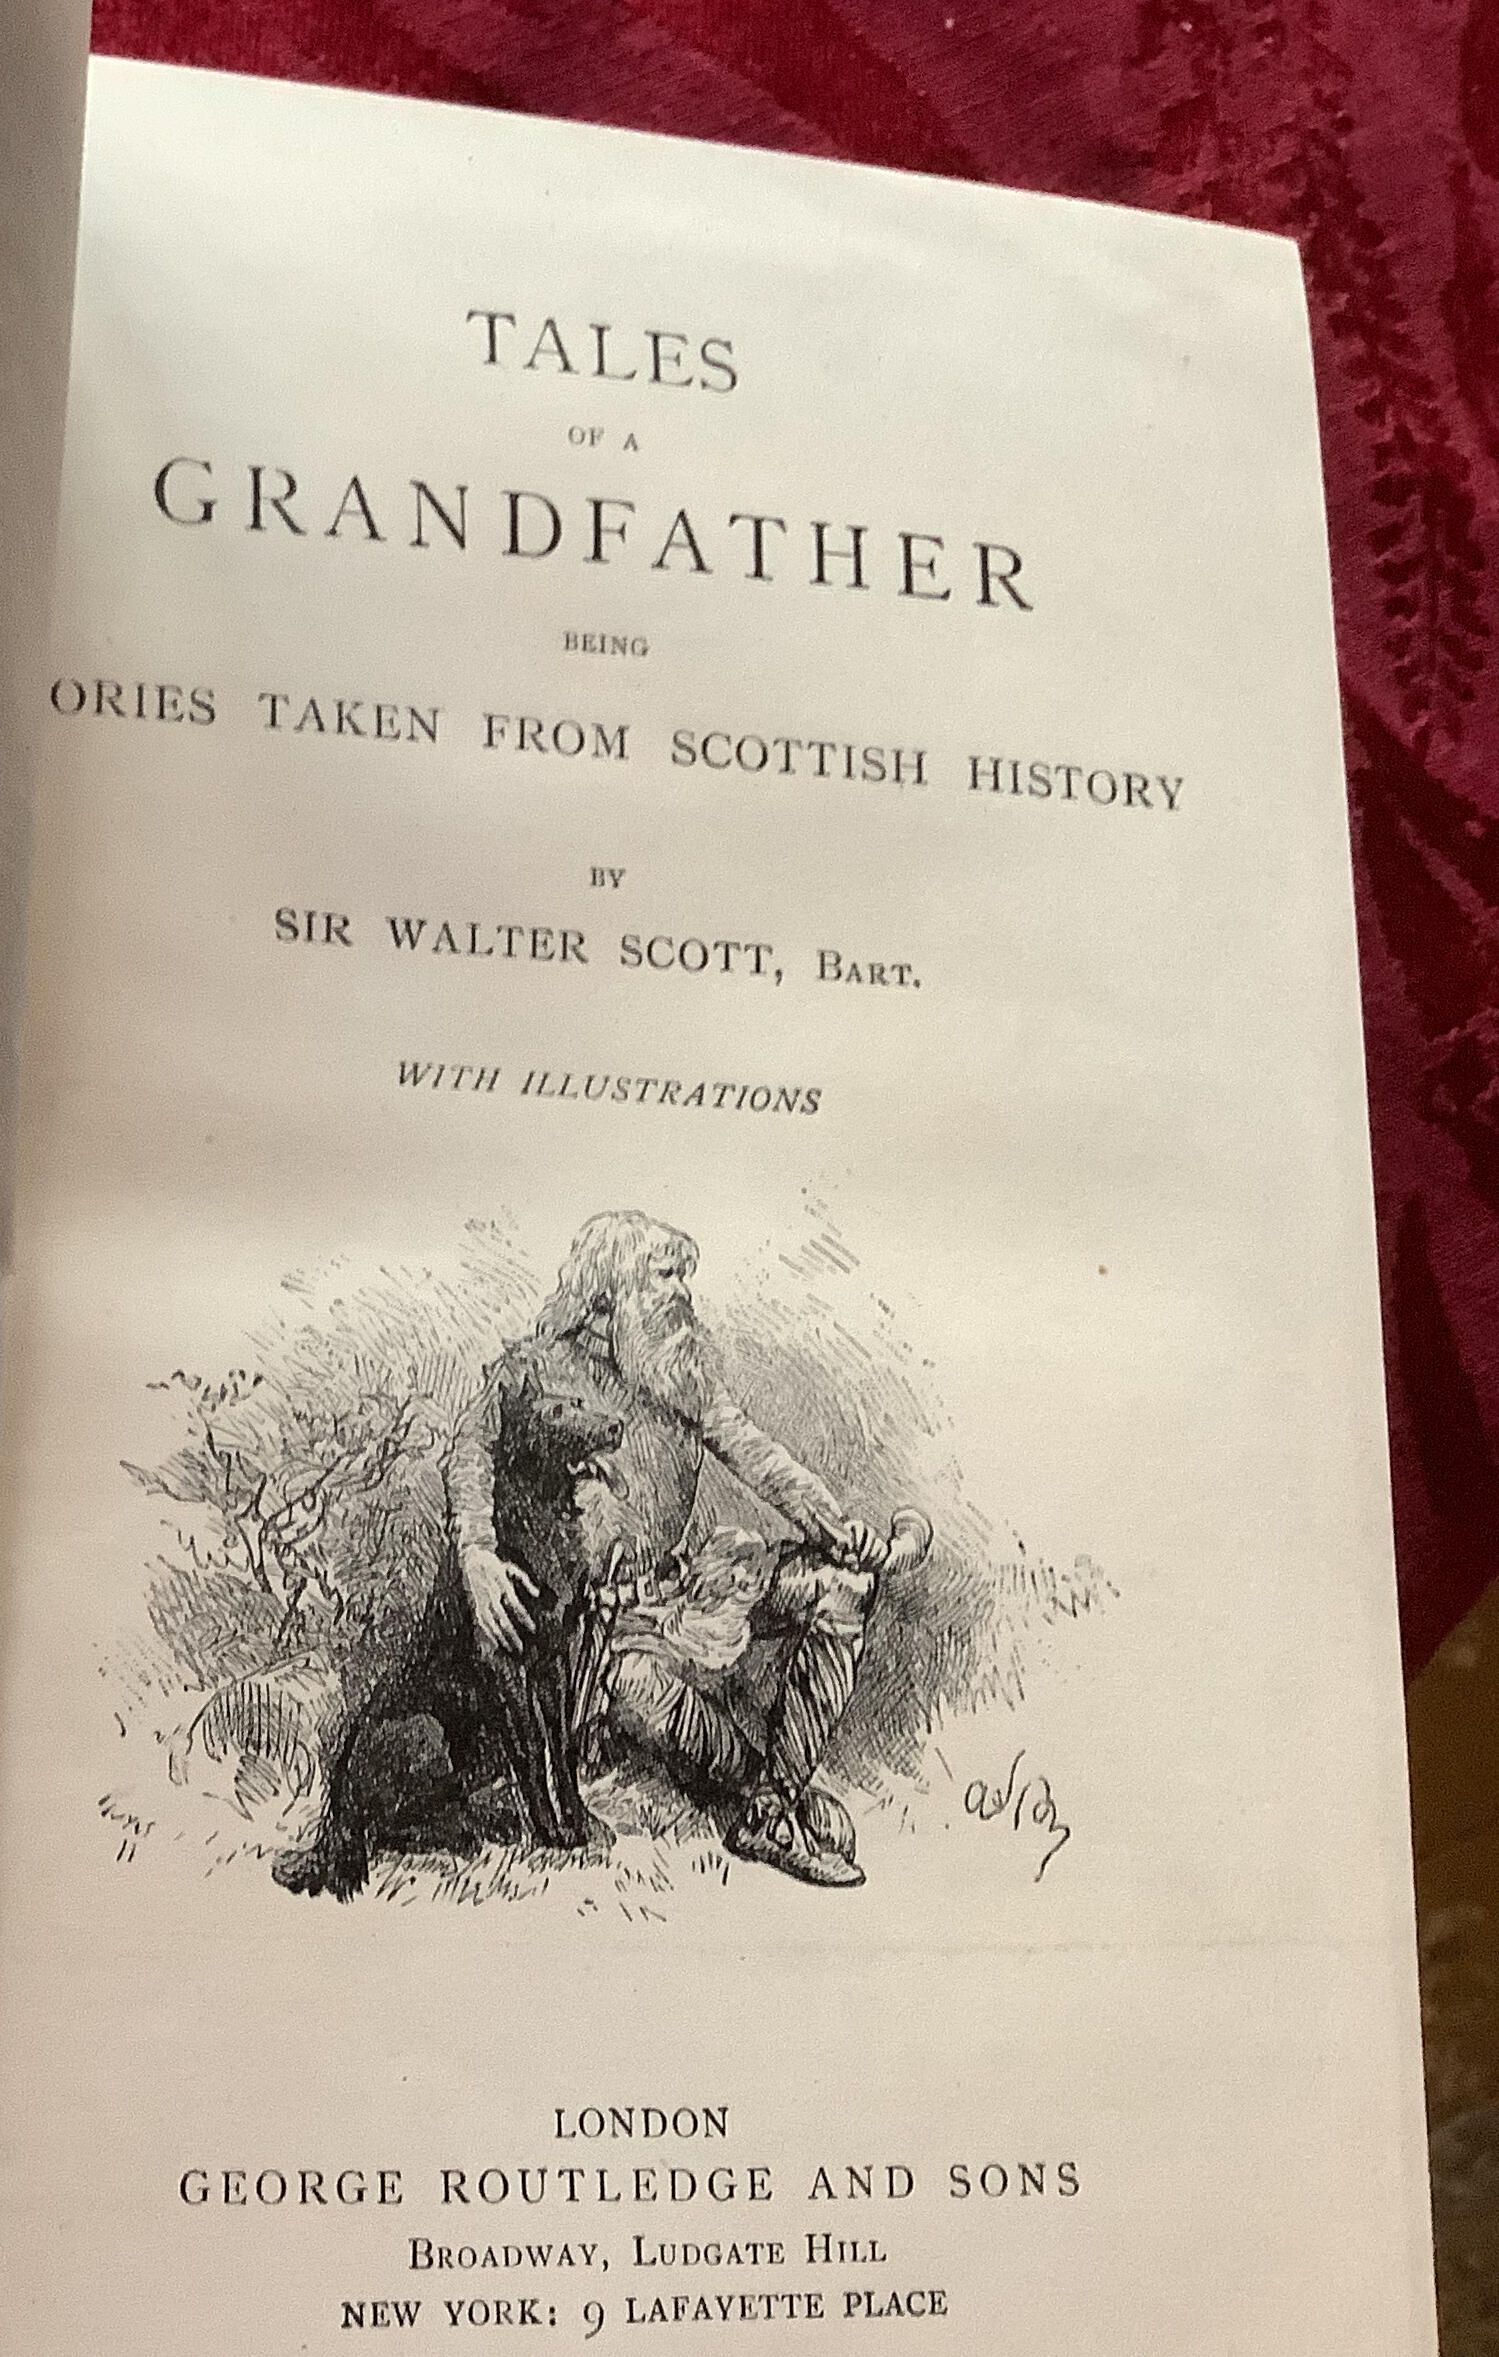 TALES
OF A
GRANDFATHER
BEING
ORIES TAKEN FROM SCOTTISH HISTORY
BY
SIR WALTER SCOTT, BART.
WITH ILLUSTRATIONS
LONDON
GEORGE ROUTLEDGE AND SONS
BROADWAY, LUDGATE HILL
NEW YORK: 9 LAFAYETTE PLACE